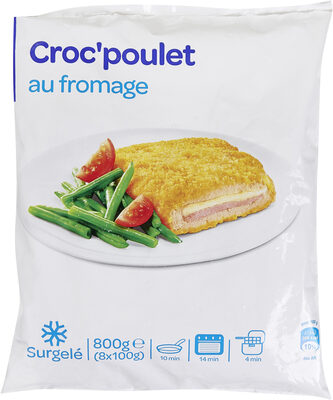 Croc'poulet
au fromage
Surgelé
800g e
(8x100g)
10 min
14 min
4 min